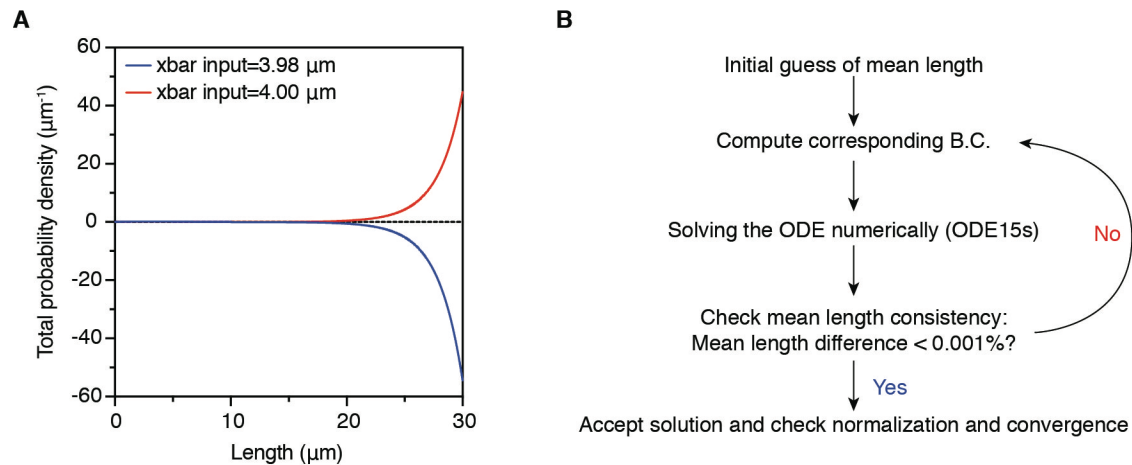 A
60
40
20
0
-20
-40
-60
Total probability density (μm⁻¹)
xbar input=3.98 μm
xbar input=4.00 μm
0
10
20
30
Length (μm)
B
Initial guess of mean length
Compute corresponding B.C.
Solving the ODE numerically (ODE15s)
No
Check mean length consistency:
Mean length difference < 0.001%?
Yes
Accept solution and check normalization and convergence